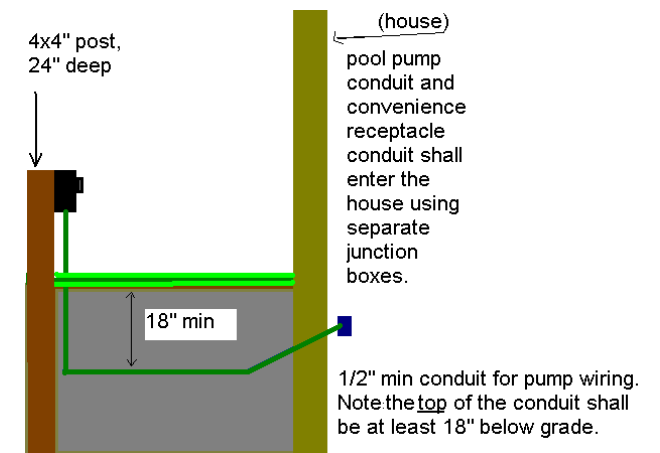 (house)
4x4" post,
24" deep
pool pump
conduit and
convenience
receptacle
conduit shall
enter the
house using
separate
junction
boxes.
18" min
1/2" min conduit for pump wiring.
Note:the top of the conduit shall
be at least 18" below grade.